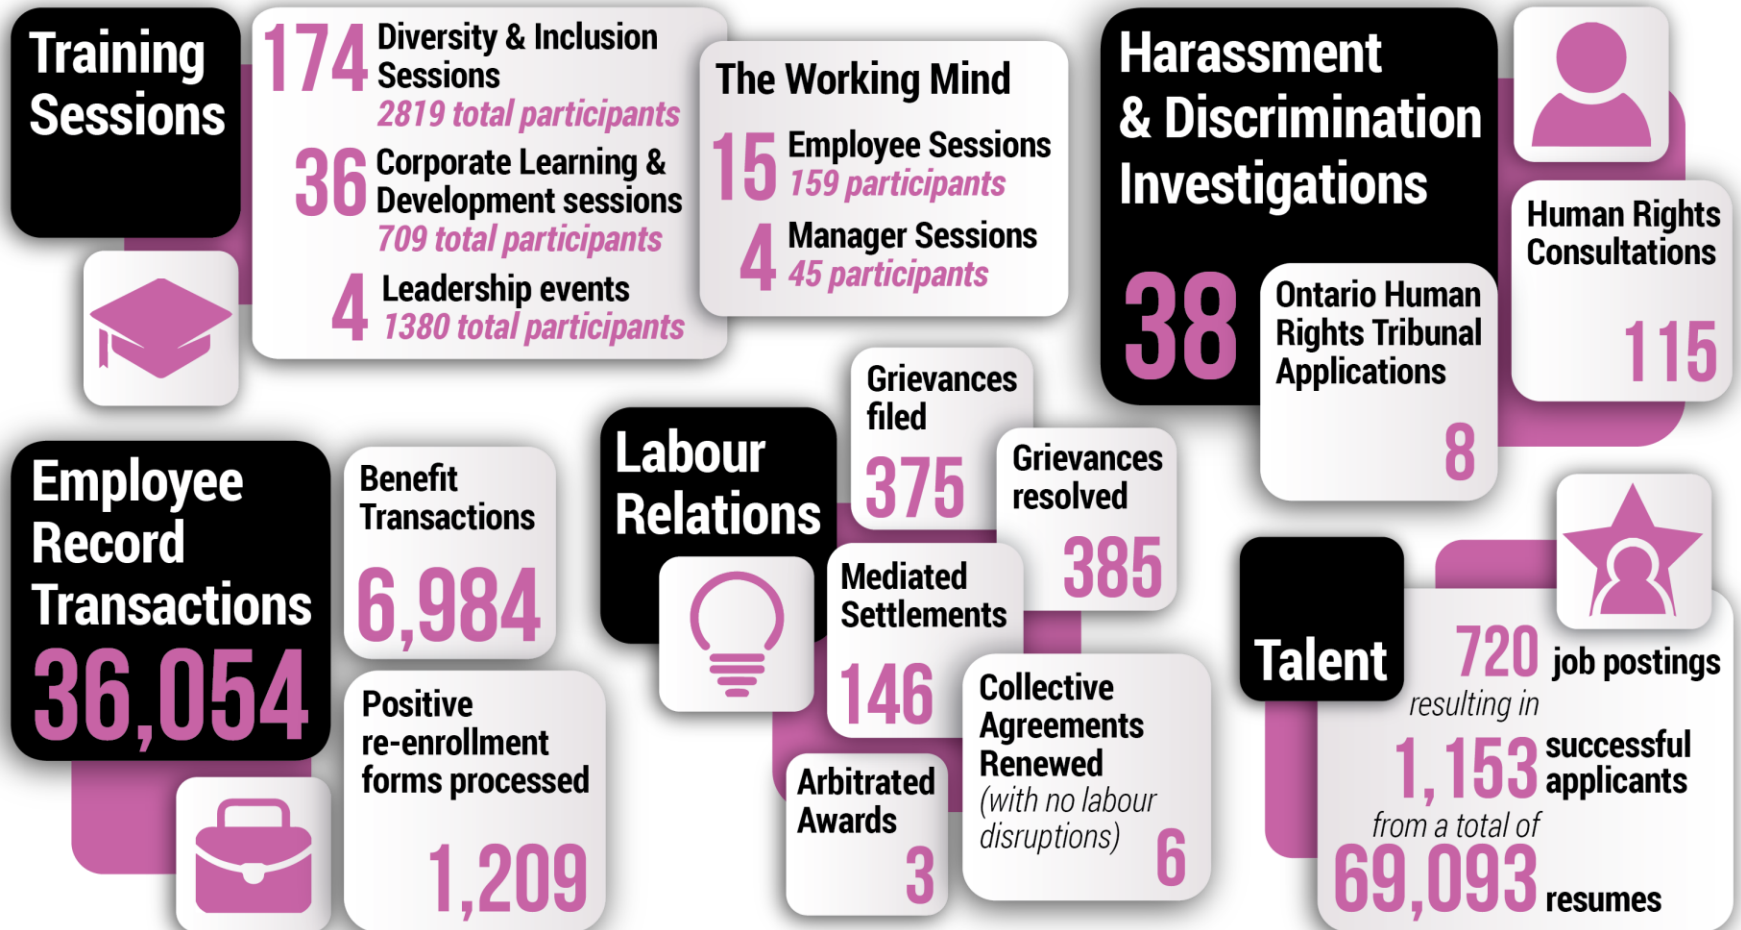 Training
Sessions
174 Diversity & Inclusion
Sessions
2819 total participants
36 Corporate Learning &
Development sessions
709 total participants
4 Leadership events
1380 total participants
The Working Mind
15 Employee Sessions
159 participants
4 Manager Sessions
45 participants
Harassment
& Discrimination
Investigations
38
Ontario Human
Rights Tribunal
Applications
8
Human Rights
Consultations
115
Employee
Record
Transactions
36,054
Benefit
Transactions
6,984
Positive
re-enrollment
forms processed
1,209
Labour
Relations
Grievances
filed
375
Grievances
resolved
385
Mediated
Settlements
146
Arbitrated
Awards
3
Collective
Agreements
Renewed
(with no labour
disruptions)
6
Talent
720 job postings
resulting in
1,153 successful
applicants
from a total of
69,093 resumes